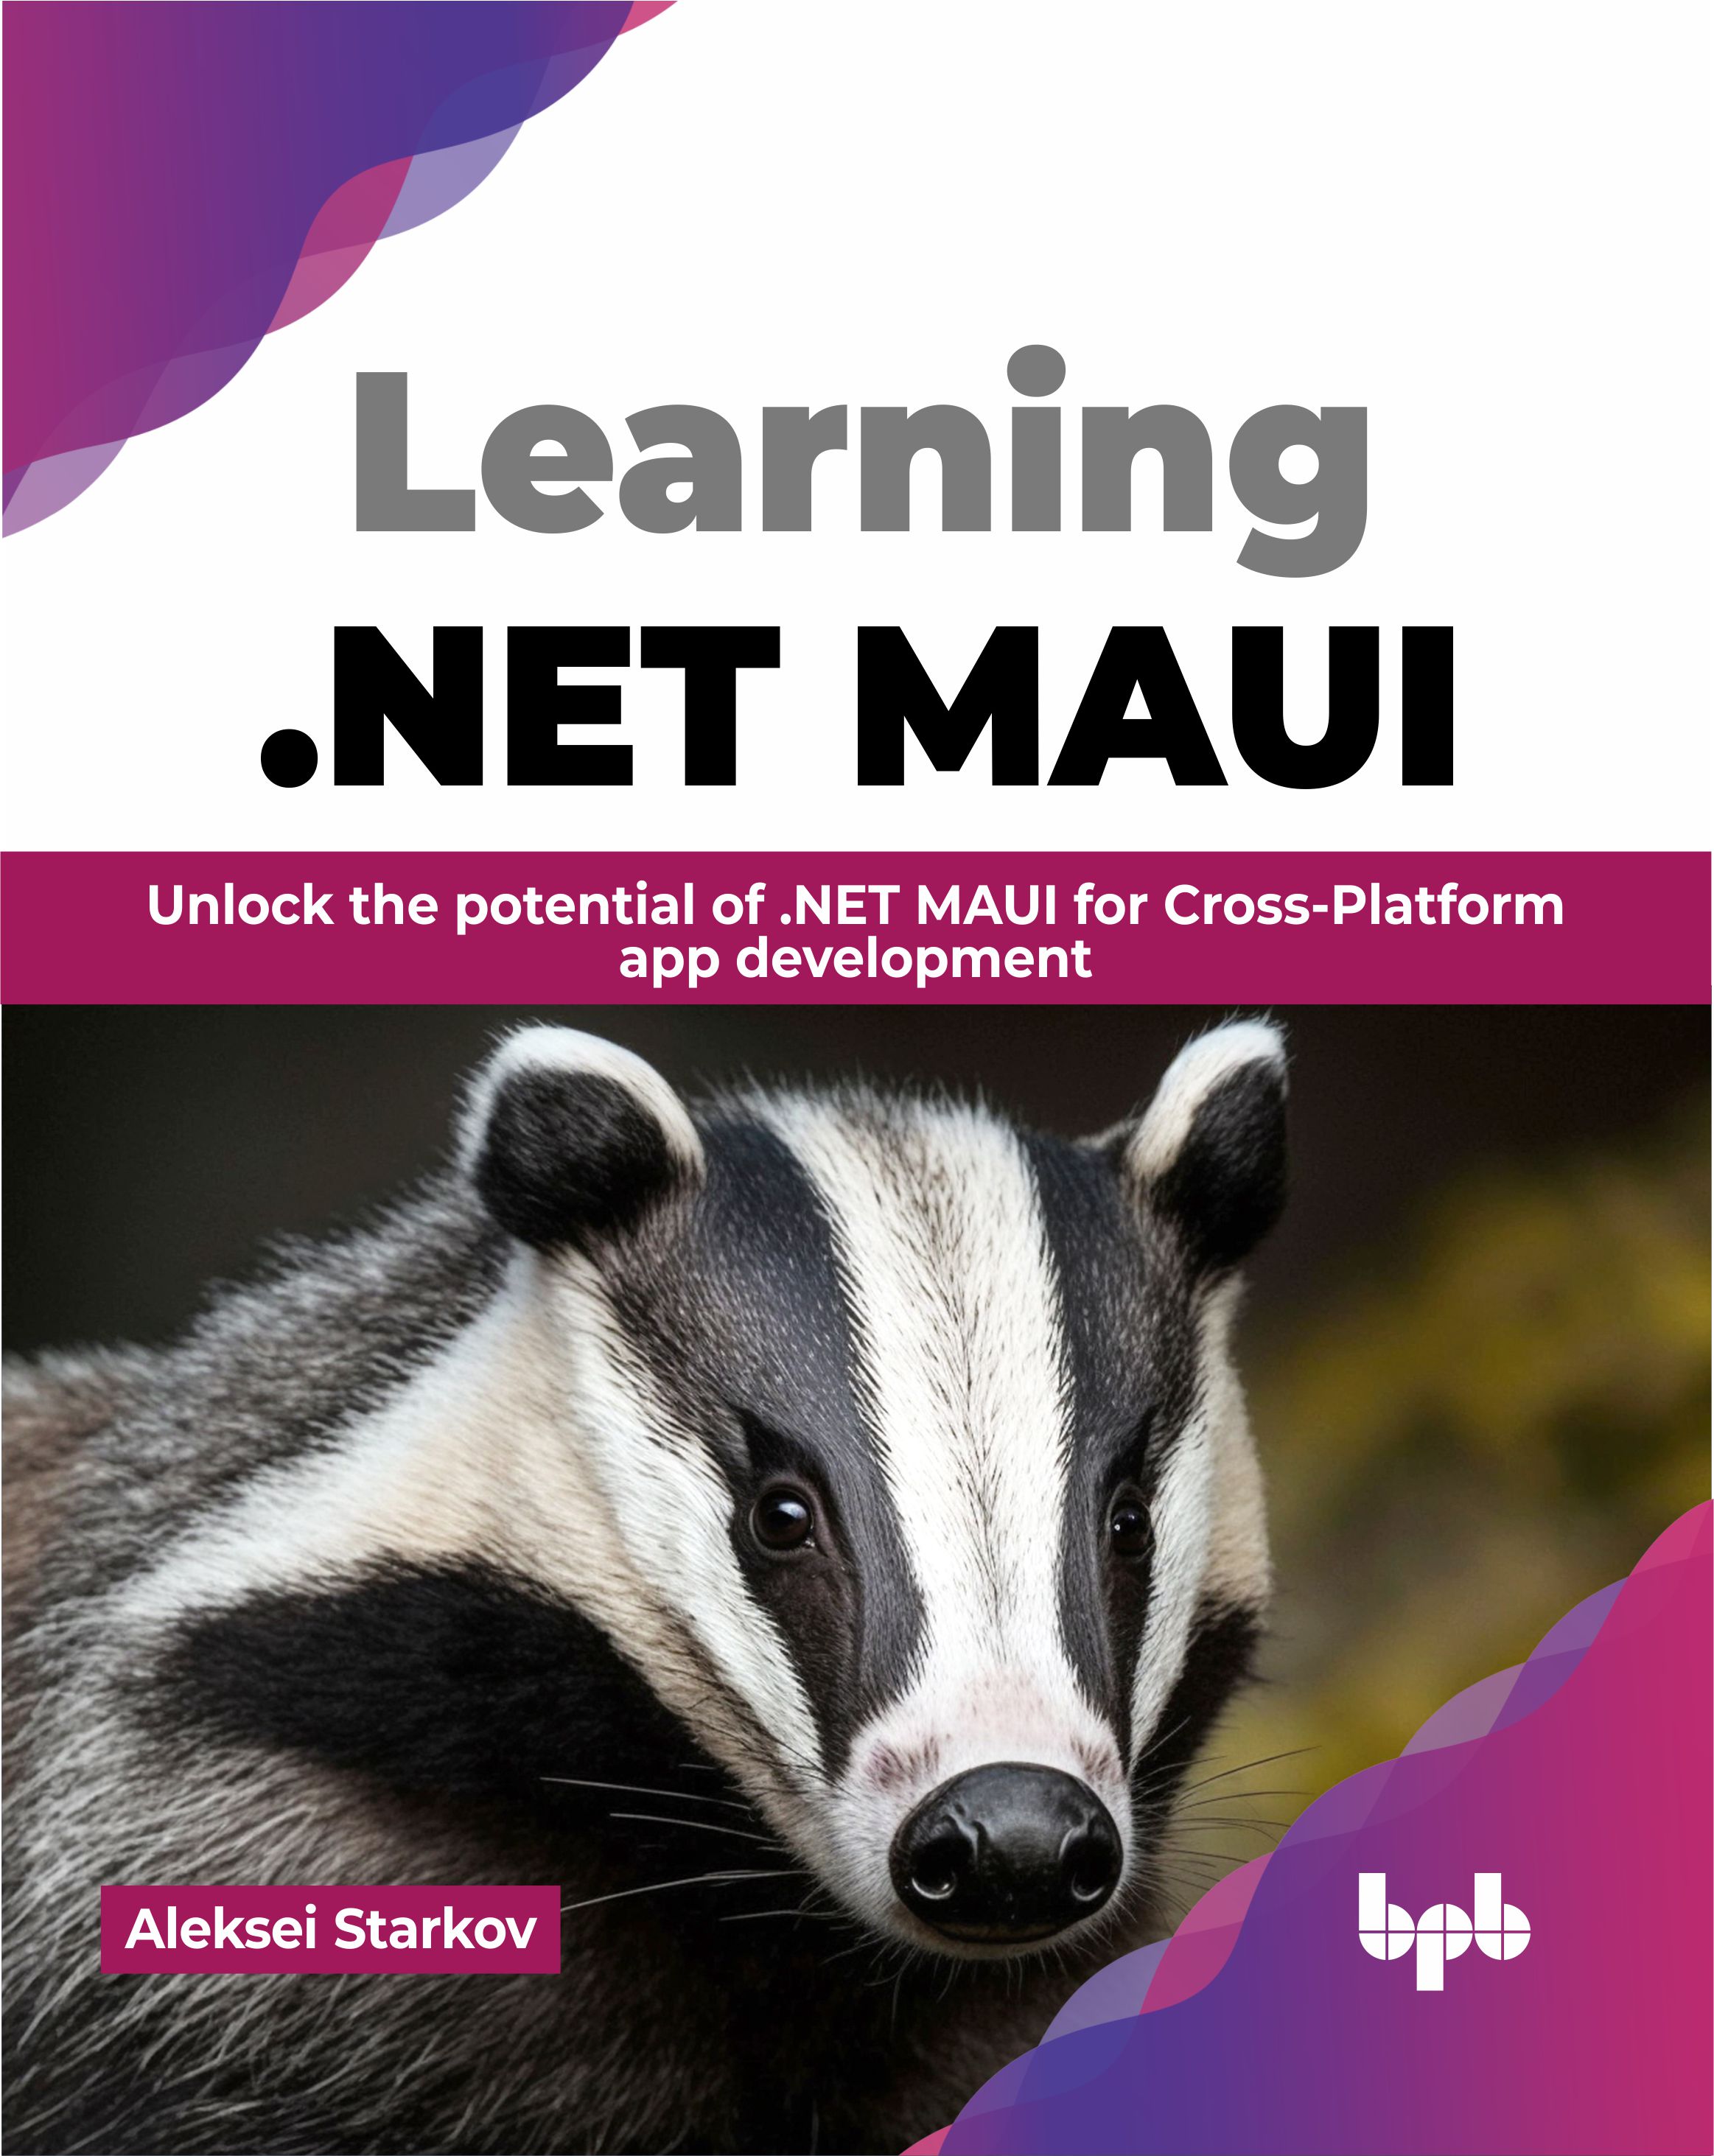 Learning
.NET MAUI
Unlock the potential of .NET MAUI for Cross-Platform
app development
Aleksei Starkov
bpb